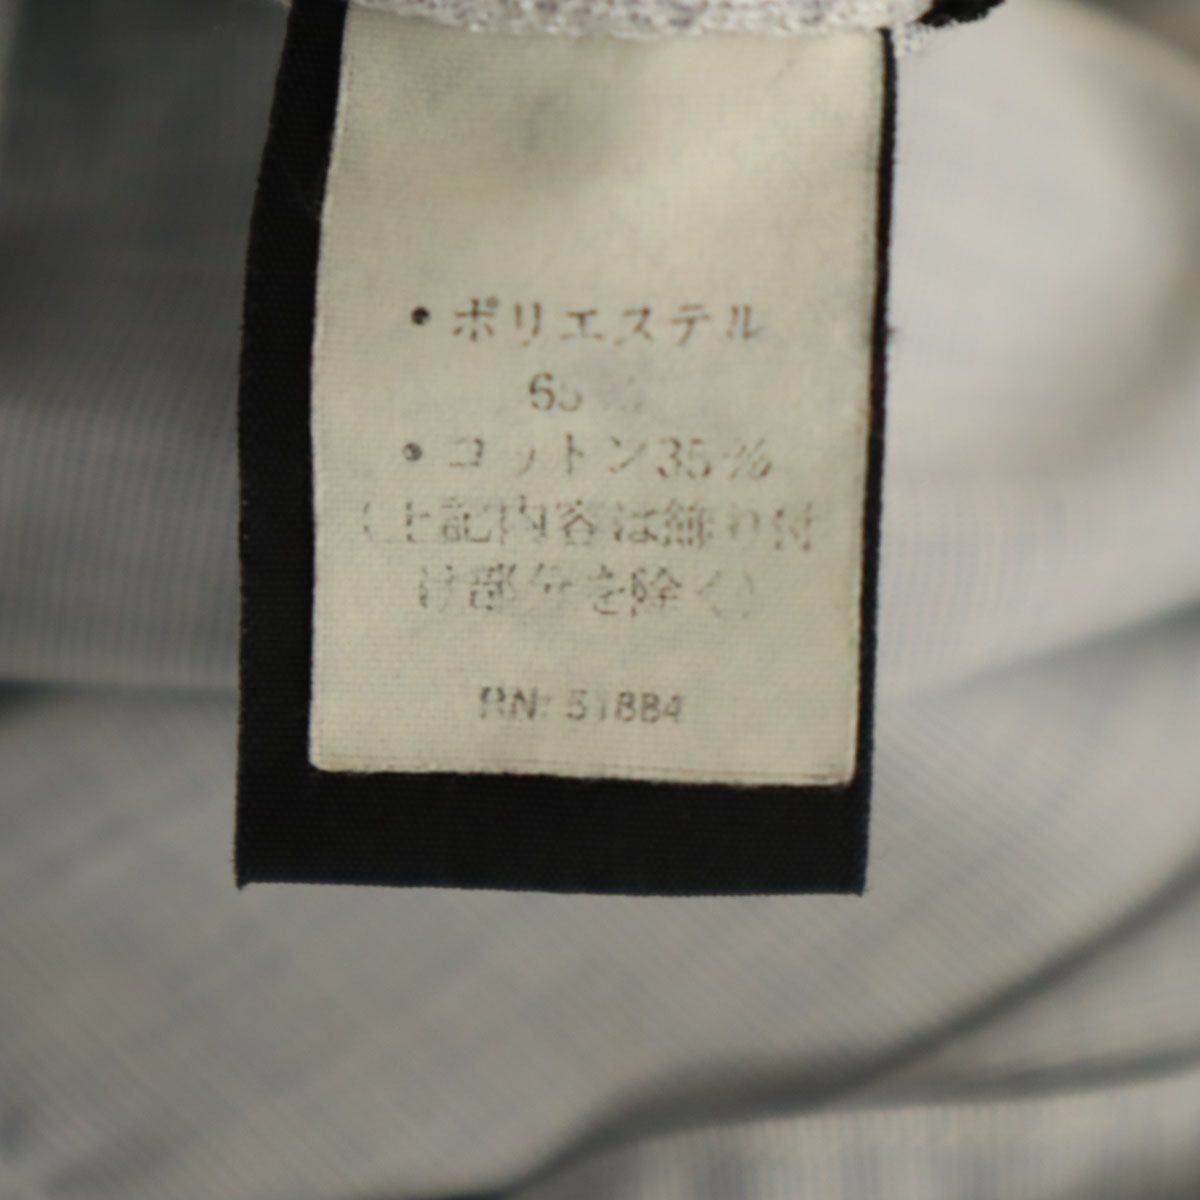 ・ポリエステル
65%
・コットン35%
(上記内容は飾り付
け部分を除く)
RN: 51884